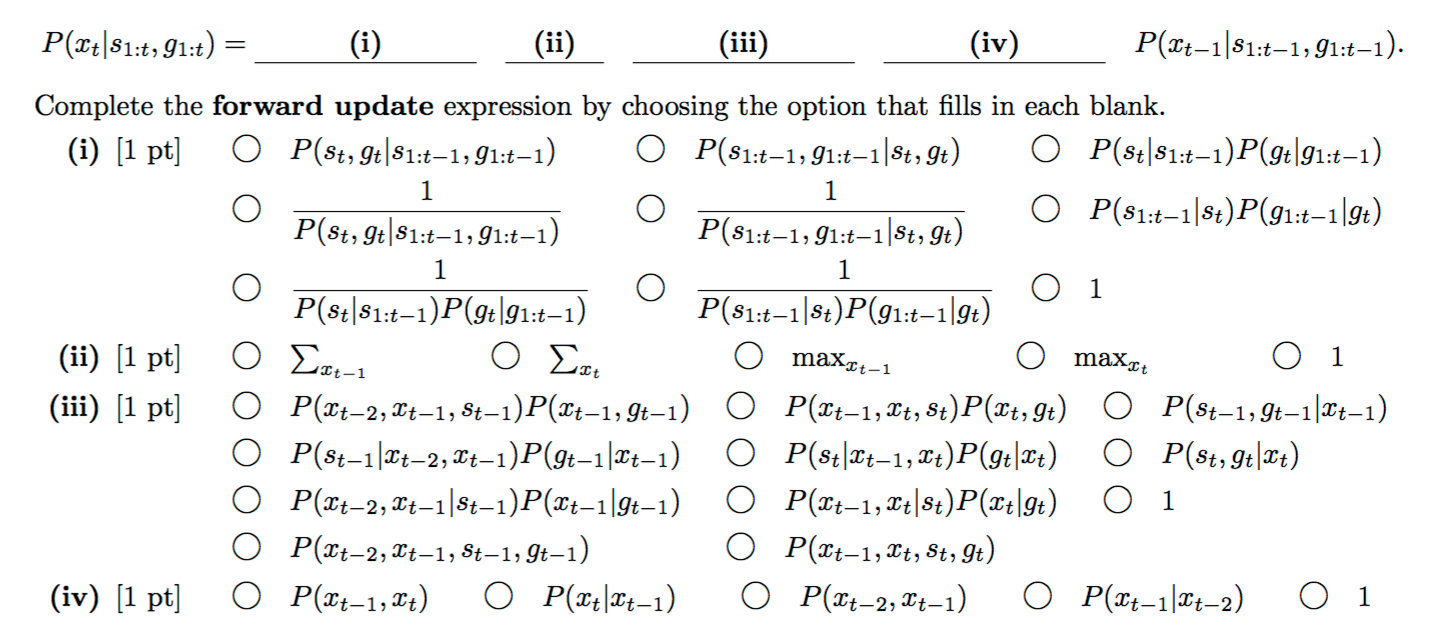 P(x_t|s_{1:t}, g_{1:t}) = (i) (ii) (iii) (iv) P(x_{t−1}|s_{1:t−1}, g_{1:t−1}).
Complete the forward update expression by choosing the option that fills in each blank.
(i) [1 pt] ○ P(s_t, g_t|s_{1:t−1}, g_{1:t−1}) ○ P(s_{1:t−1}, g_{1:t−1}|s_t, g_t) ○ P(s_t|s_{1:t−1})P(g_t|g_{1:t−1})
○ \frac{1}{P(s_t, g_t|s_{1:t−1}, g_{1:t−1})} ○ \frac{1}{P(s_{1:t−1}, g_{1:t−1}|s_t, g_t)} ○ P(s_{1:t−1}|s_t)P(g_{1:t−1}|g_t)
○ \frac{1}{P(s_t|s_{1:t−1})P(g_t|g_{1:t−1})} ○ \frac{1}{P(s_{1:t−1}|s_t)P(g_{1:t−1}|g_t)} ○ 1
(ii) [1 pt] ○ ∑_{x_{t−1}} ○ ∑_{x_t} ○ max_{x_{t−1}} ○ max_{x_t} ○ 1
(iii) [1 pt] ○ P(x_{t−2}, x_{t−1}, s_{t−1})P(x_{t−1}, g_{t−1}) ○ P(x_{t−1}, x_t, s_t)P(x_t, g_t) ○ P(s_{t−1}, g_{t−1}|x_{t−1})
○ P(s_{t−1}|x_{t−2}, x_{t−1})P(g_{t−1}|x_{t−1}) ○ P(s_t|x_{t−1}, x_t)P(g_t|x_t) ○ P(s_t, g_t|x_t)
○ P(x_{t−2}, x_{t−1}|s_{t−1})P(x_{t−1}|g_{t−1}) ○ P(x_{t−1}, x_t|s_t)P(x_t|g_t) ○ 1
○ P(x_{t−2}, x_{t−1}, s_{t−1}, g_{t−1}) ○ P(x_{t−1}, x_t, s_t, g_t)
(iv) [1 pt] ○ P(x_{t−1}, x_t) ○ P(x_t|x_{t−1}) ○ P(x_{t−2}, x_{t−1}) ○ P(x_{t−1}|x_{t−2}) ○ 1